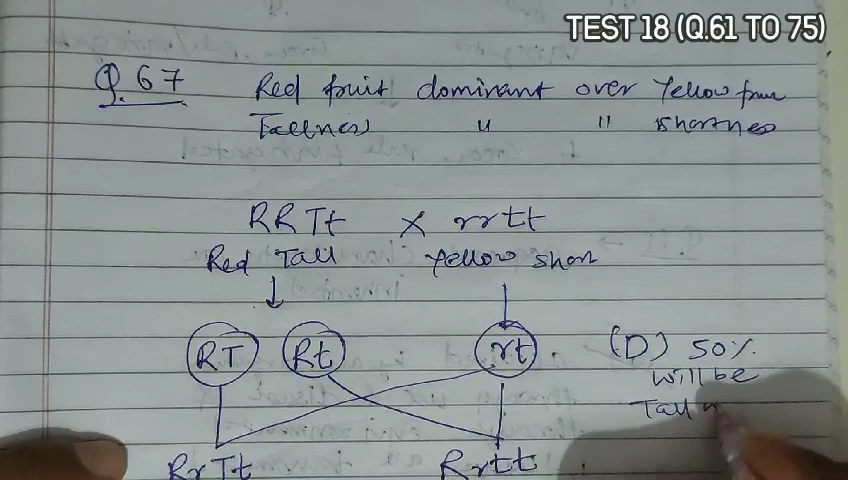 TEST 18 (Q.61 TO 75)
Q.67 Red fruit dominant over Yellow
Tallness " " shortness
RRTt × rrtt
Red Tall Yellow short
RT Rt rt (D) 50%
will be
Tall
RrTt Rrtt